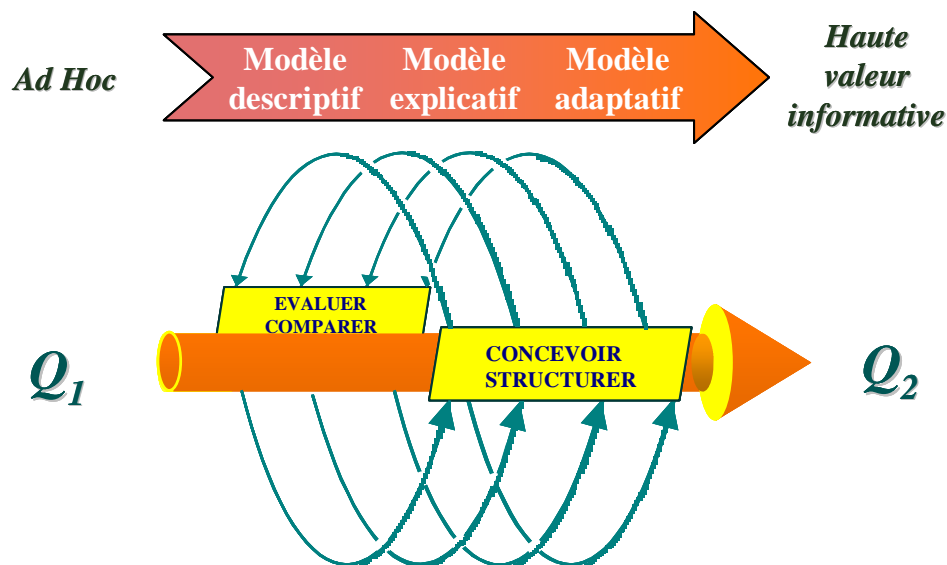 Ad Hoc
Modèle
descriptif
Modèle
explicatif
Modèle
adaptatif
Haute
valeur
informative
EVALUER
COMPARER
CONCEVOIR
STRUCTURER
Q1
Q2